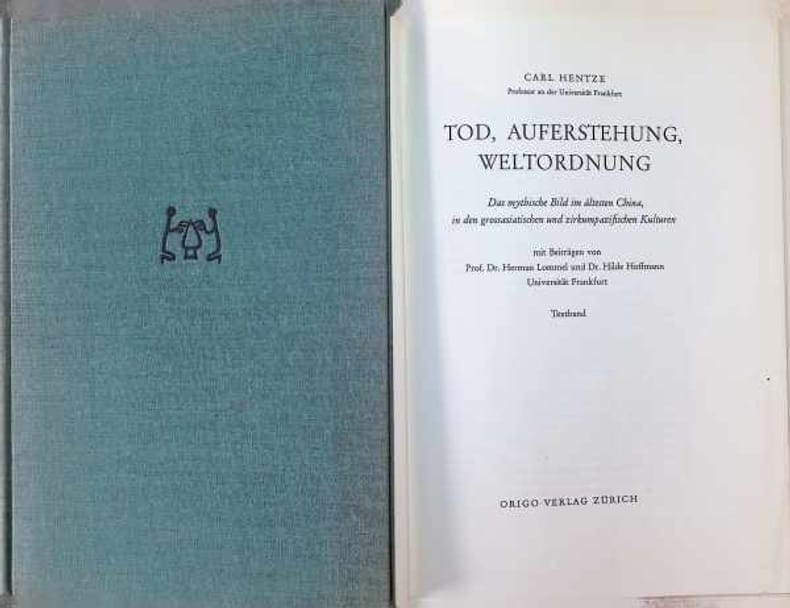 CARL HENTZE
Professor an der Universität Frankfurt
TOD, AUFERSTEHUNG,
WELTORDNUNG
Das mythische Bild im ältesten China,
in den grossasiatischen und zirkumpazifischen Kulturen
mit Beiträgen von
Prof. Dr. Herman Lommel und Dr. Hilde Hoffmann
Universität Frankfurt
Textband
ORIGO VERLAG ZÜRICH